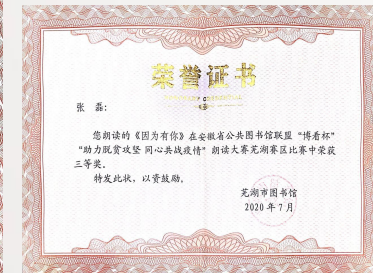 荣誉证书
张磊：
您朗读的《因为有你》在安徽省公共图书馆联盟“博看杯”
“助力脱贫攻坚 同心共战疫情”朗读大赛芜湖赛区比赛中荣获
三等奖。
特发此状，以资鼓励。
芜湖市图书馆
2020年7月